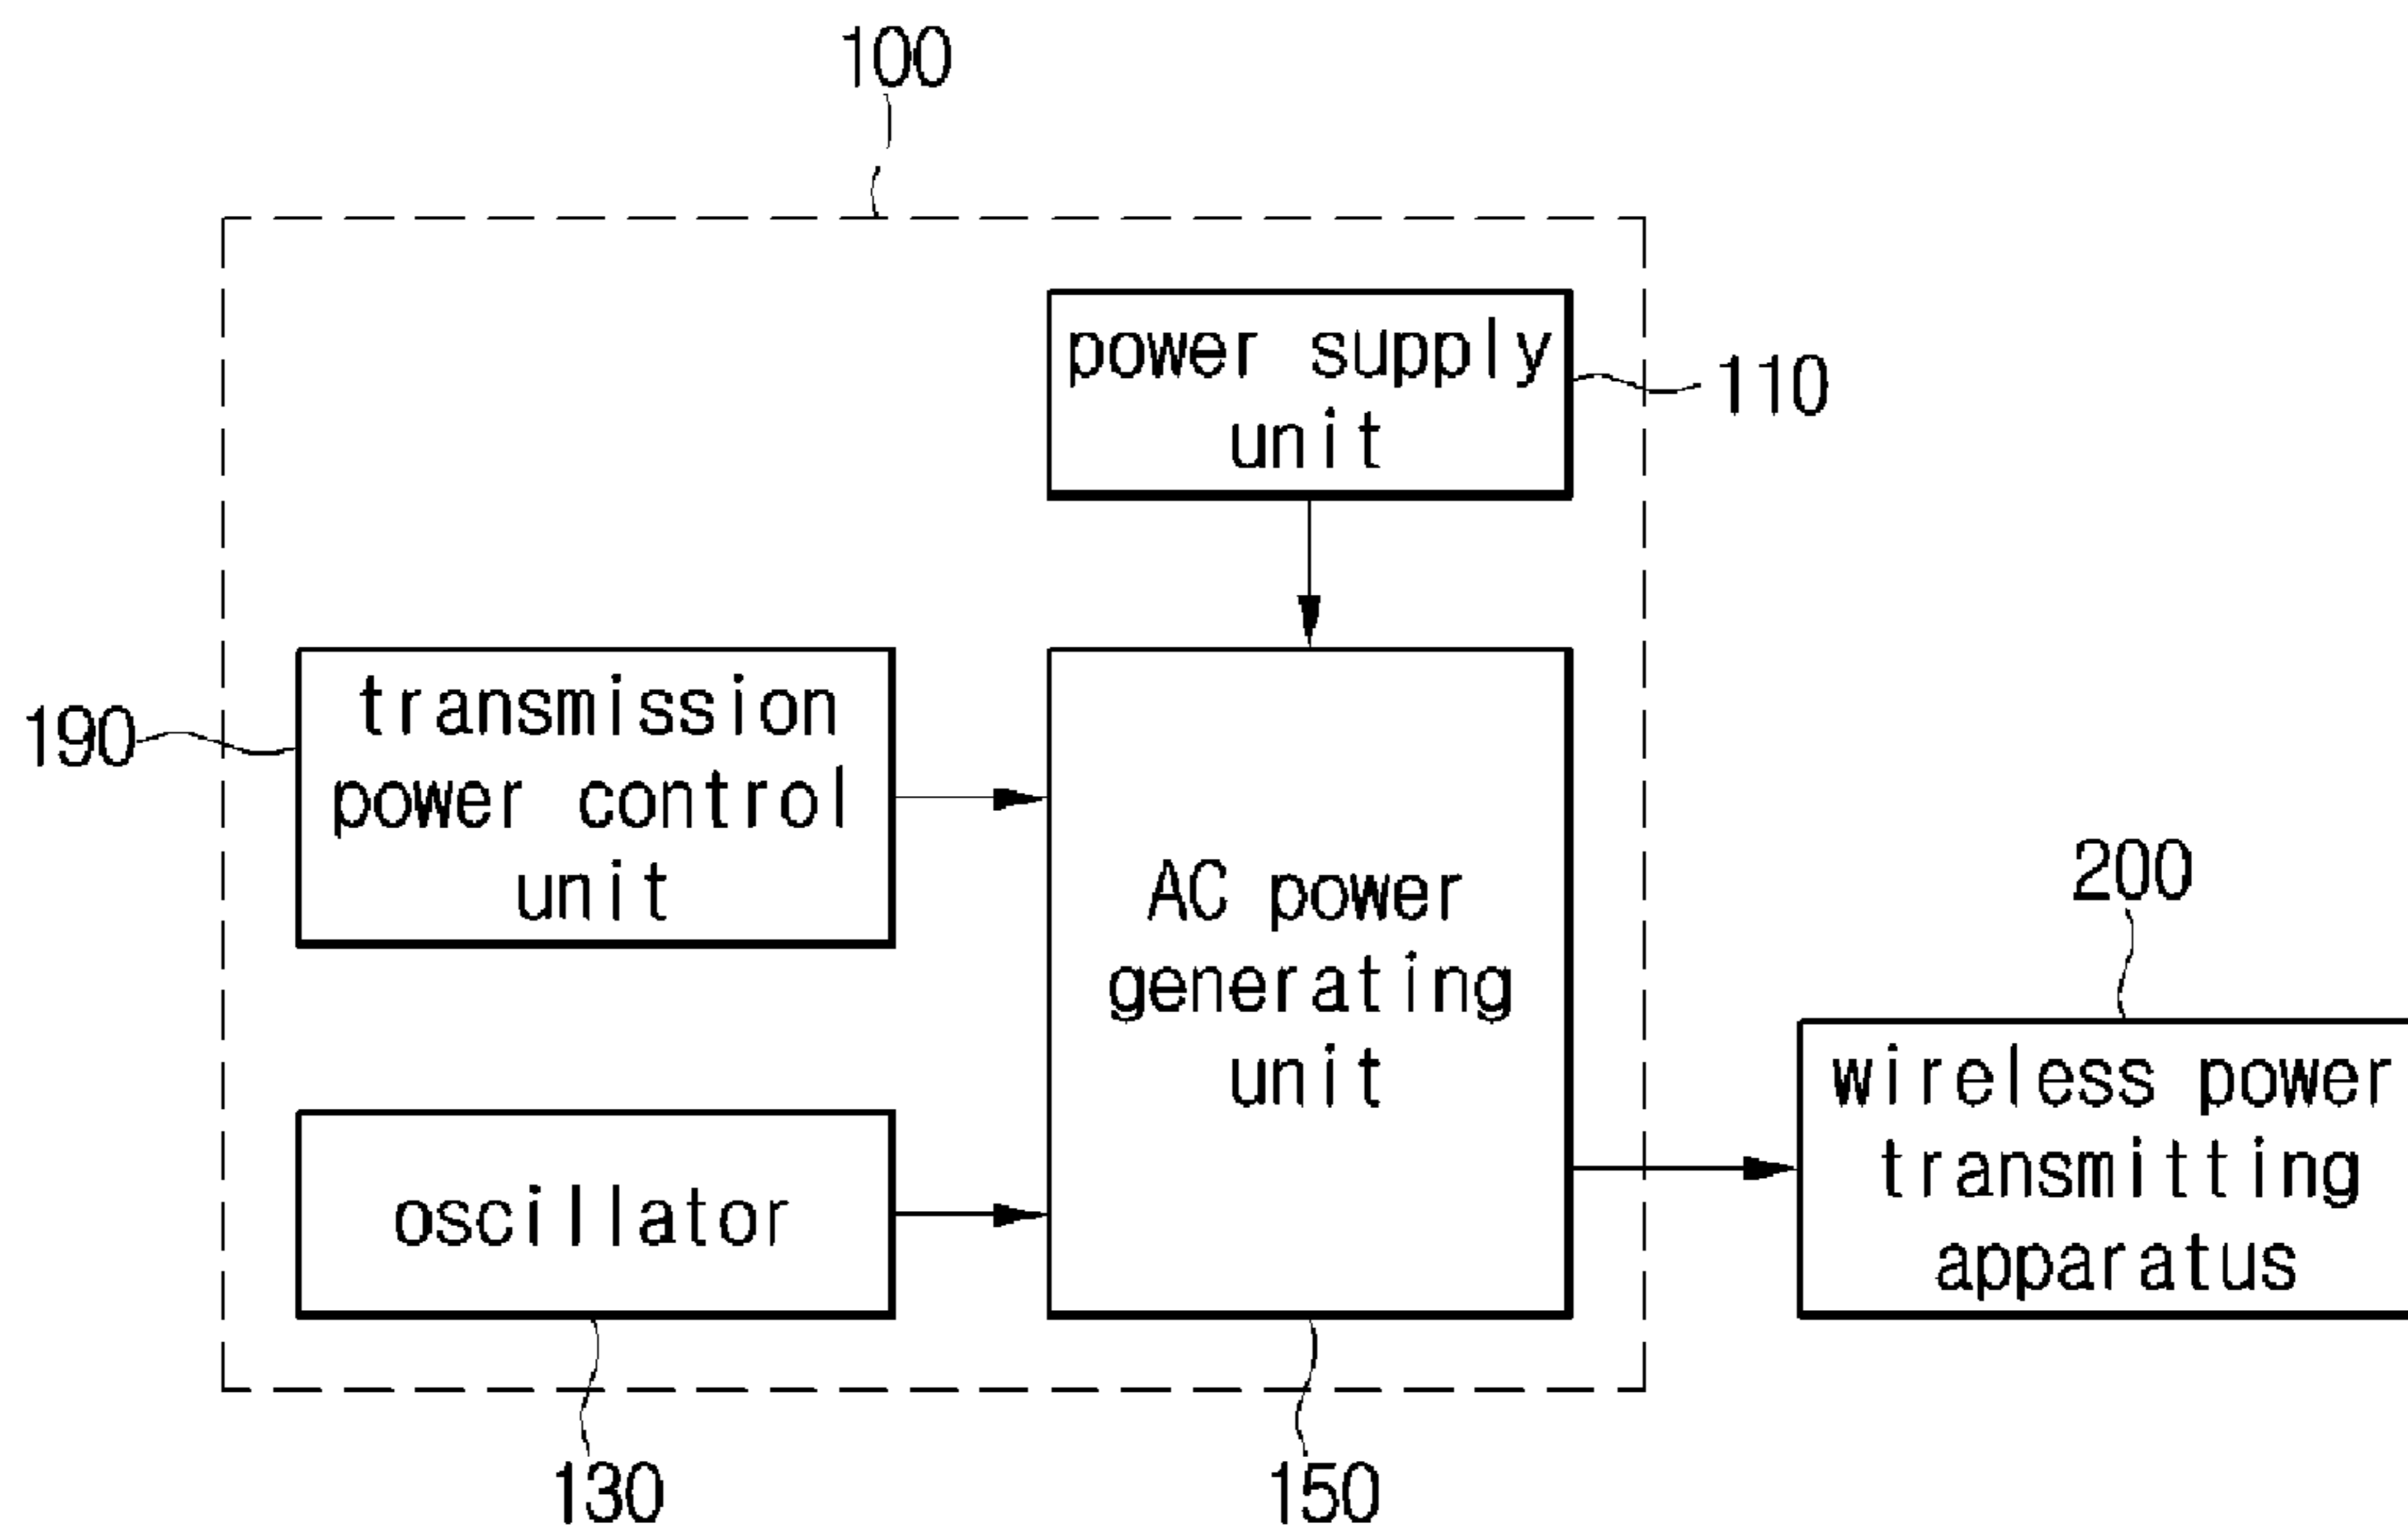 100
power supply
unit
110
transmission
power control
unit
190
AC power
generating
unit
200
wireless power
transmitting
apparatus
oscillator
130
150